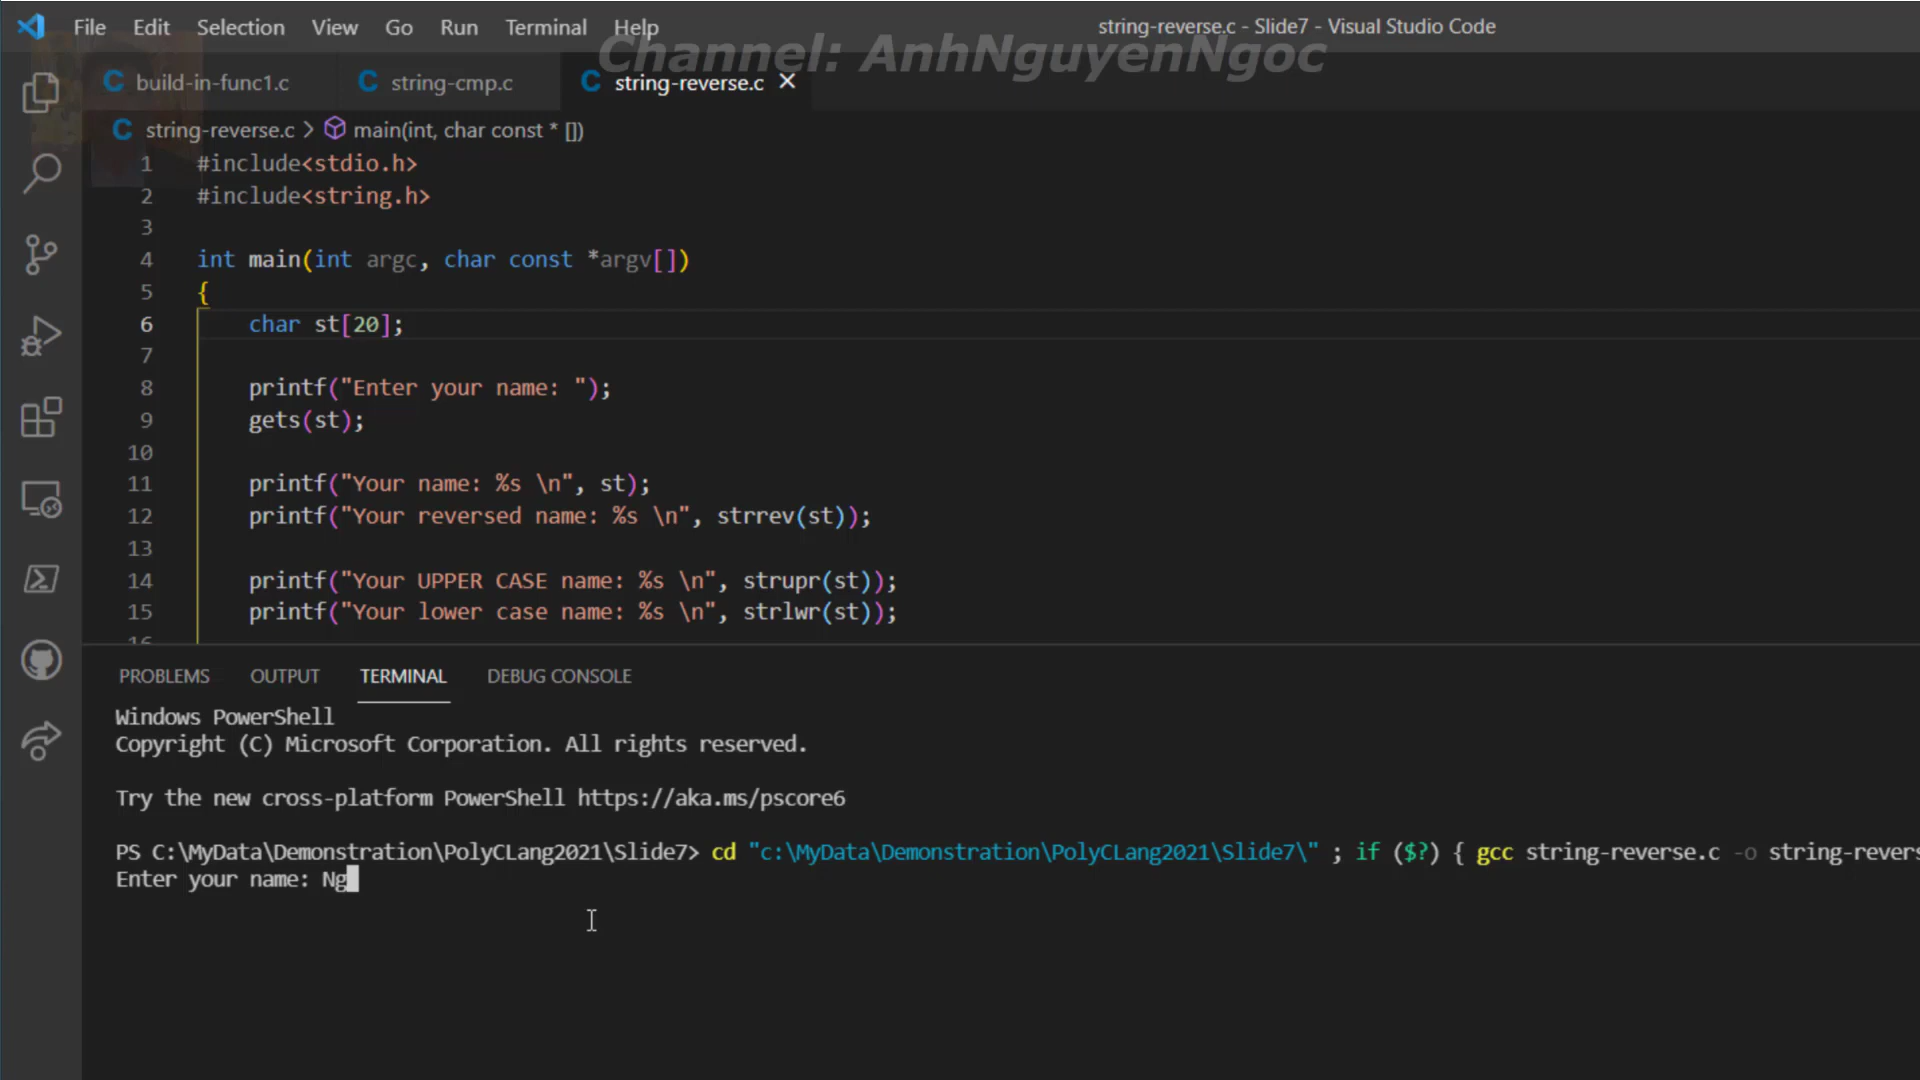 File Edit Selection View Go Run Terminal Help
string-reverse.c - Slide7 - Visual Studio Code
Channel: AnhNguyenNgoc
build-in-func1.c string-cmp.c string-reverse.c
string-reverse.c > main(int, char const * [])
1 #include<stdio.h>
2 #include<string.h>
3
4 int main(int argc, char const *argv[])
5 {
6 char st[20];
7
8 printf("Enter your name: ");
9 gets(st);
10
11 printf("Your name: %s \n", st);
12 printf("Your reversed name: %s \n", strrev(st));
13
14 printf("Your UPPER CASE name: %s \n", strupr(st));
15 printf("Your lower case name: %s \n", strlwr(st));
16
PROBLEMS OUTPUT TERMINAL DEBUG CONSOLE
Windows PowerShell
Copyright (C) Microsoft Corporation. All rights reserved.
Try the new cross-platform PowerShell https://aka.ms/pscore6
PS C:\MyData\Demonstration\PolyCLang2021\Slide7> cd "c:\MyData\Demonstration\PolyCLang2021\Slide7\" ; if ($?) { gcc string-reverse.c -o string-revers
Enter your name: Ng